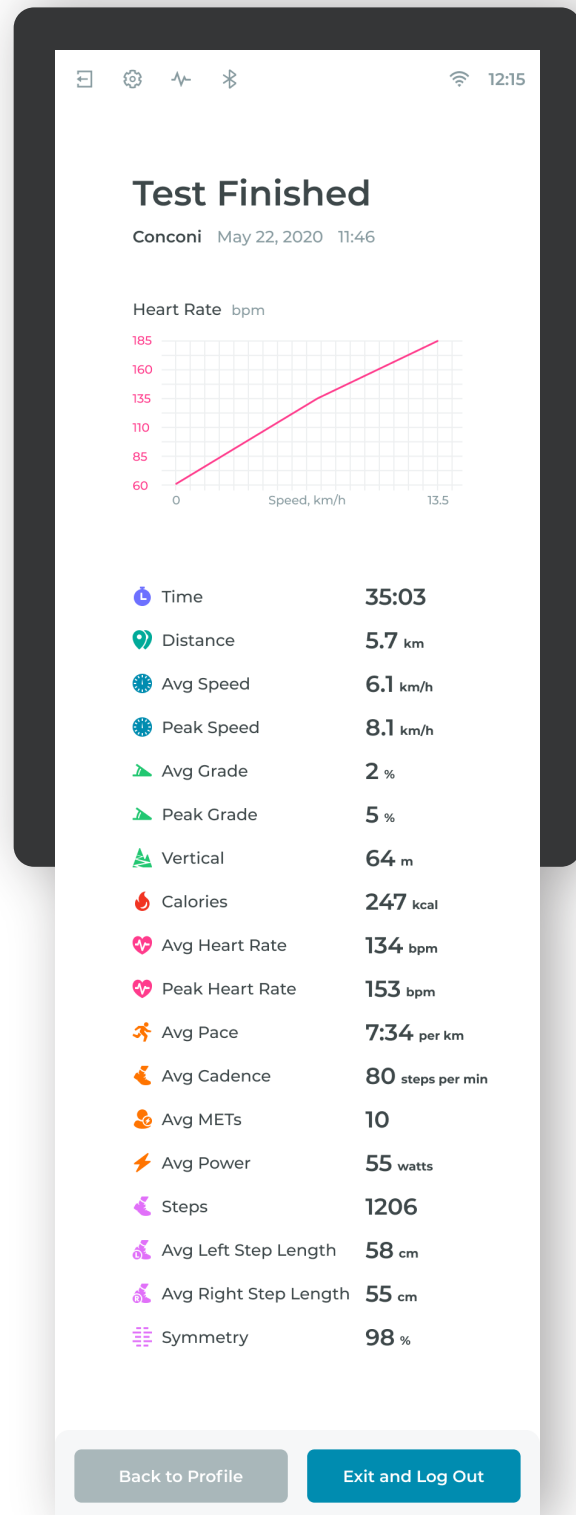 12:15
Test Finished
Conconi May 22, 2020 11:46
Heart Rate bpm
185
160
135
110
85
60
0 Speed, km/h 13.5
Time 35:03
Distance 5.7 km
Avg Speed 6.1 km/h
Peak Speed 8.1 km/h
Avg Grade 2 %
Peak Grade 5 %
Vertical 64 m
Calories 247 kcal
Avg Heart Rate 134 bpm
Peak Heart Rate 153 bpm
Avg Pace 7:34 per km
Avg Cadence 80 steps per min
Avg METs 10
Avg Power 55 watts
Steps 1206
L Avg Left Step Length 58 cm
R Avg Right Step Length 55 cm
Symmetry 98 %
Back to Profile Exit and Log Out